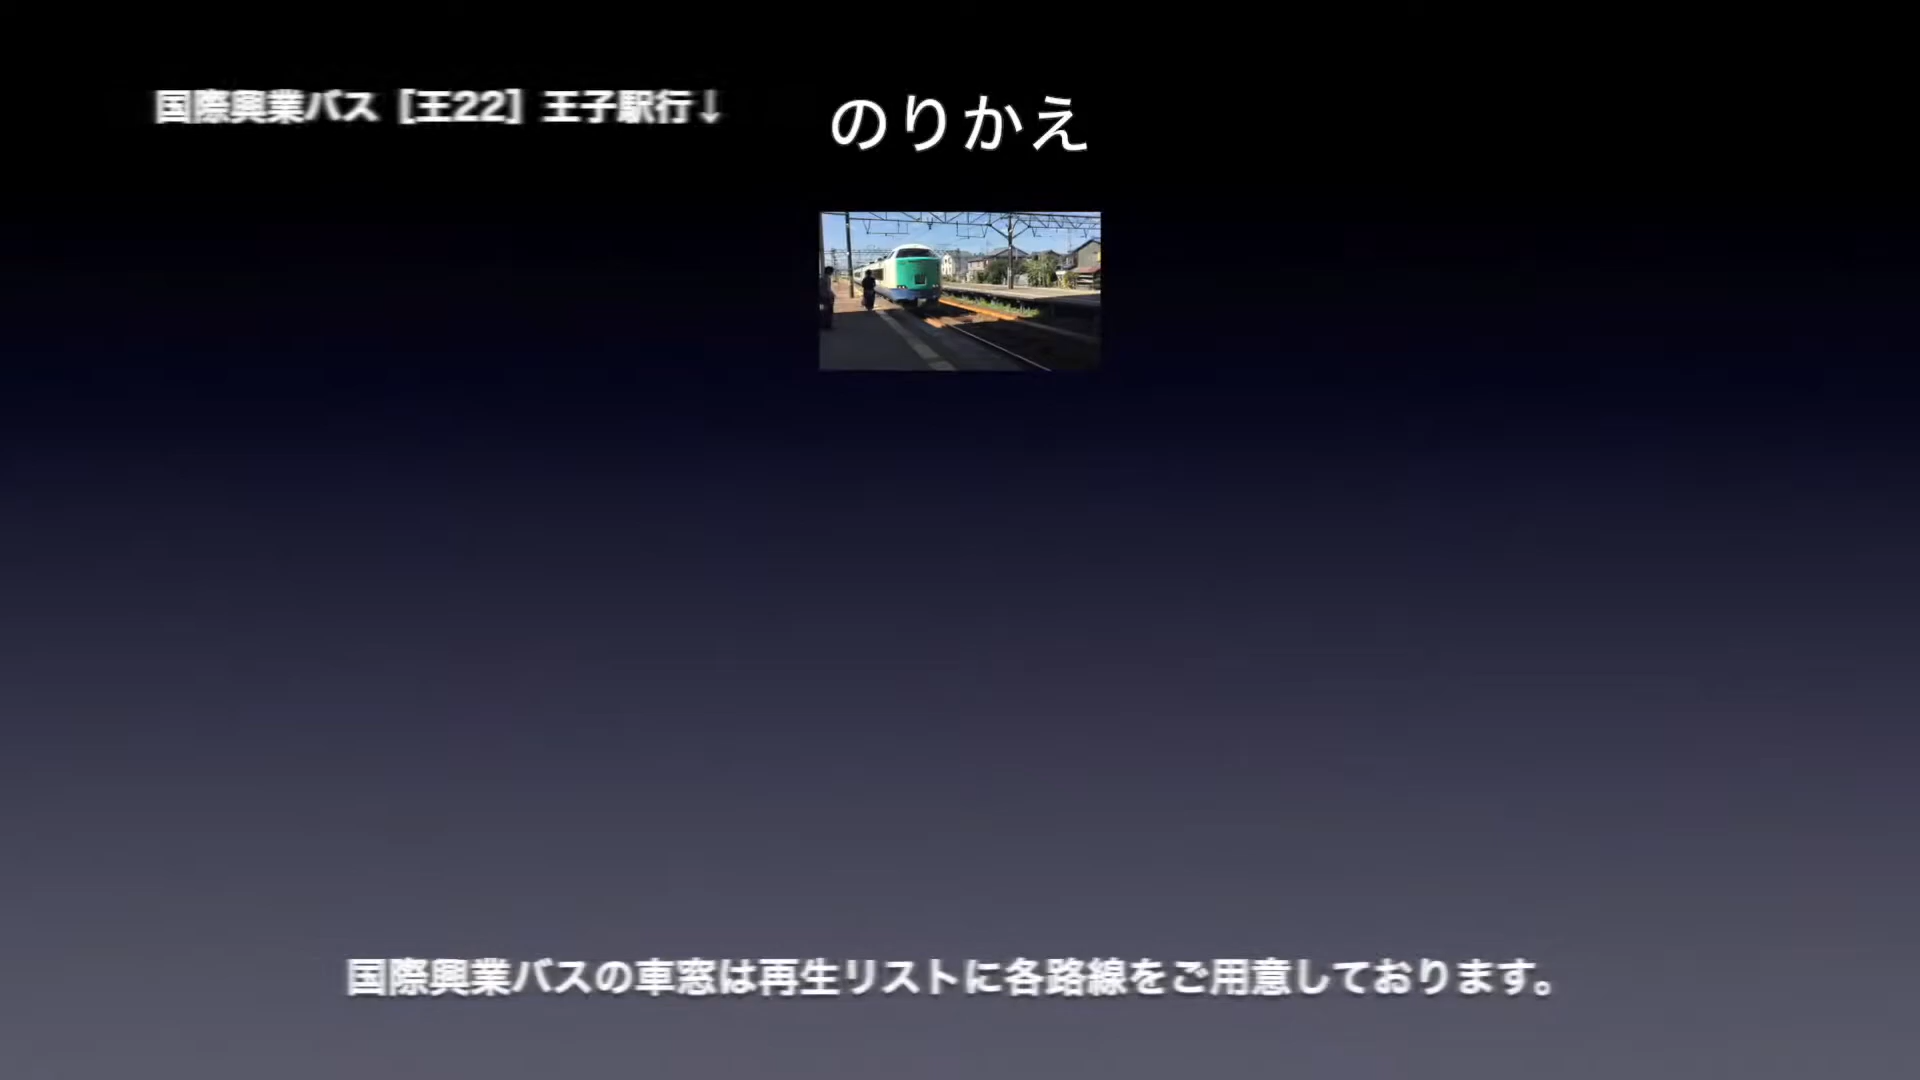 国際興業バス［王22］王子駅行↓
のりかえ
国際興業バスの車窓は再生リストに各路線をご用意しております。